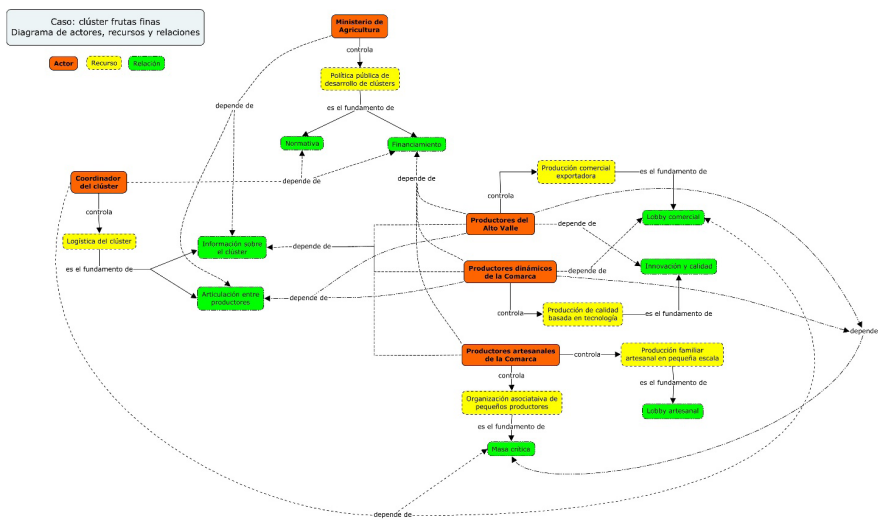 Caso: clúster frutas finas
Diagrama de actores, recursos y relaciones
Actor
Recurso
Relación
Ministerio de
Agricultura
controla
Política pública de
desarrollo de clústers
depende de
es el fundamento de
Normativa
Financiamiento
Coordinador
del clúster
depende de
depende de
controla
Logística del clúster
es el fundamento de
Información sobre
el clúster
depende de
Articulación entre
productores
depende de
Producción comercial
exportadora
es el fundamento de
controla
Productores del
Alto Valle
depende de
Lobby comercial
Productores dinámicos
de la Comarca
depende de
Innovación y calidad
controla
Producción de calidad
basada en tecnología
es el fundamento de
depende
Productores artesanales
de la Comarca
controla
Producción familiar
artesanal en pequeña escala
controla
es el fundamento de
Organización asociataiva de
pequeños productores
Lobby artesanal
es el fundamento de
Masa crítica
depende de